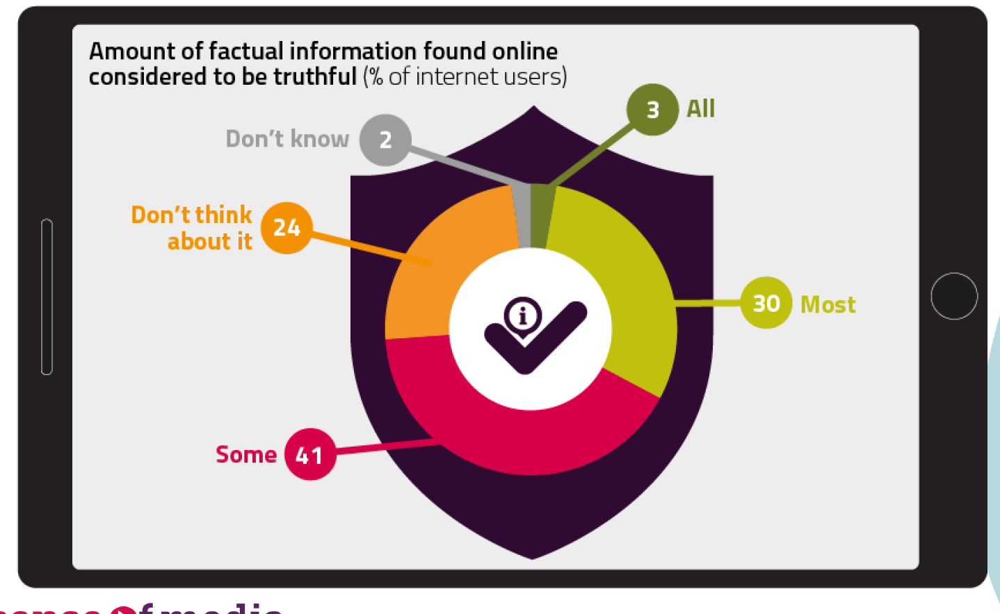 Amount of factual information found online
considered to be truthful (% of internet users)
3 All
Don't know 2
Don't think
about it
24
30 Most
Some 41
i